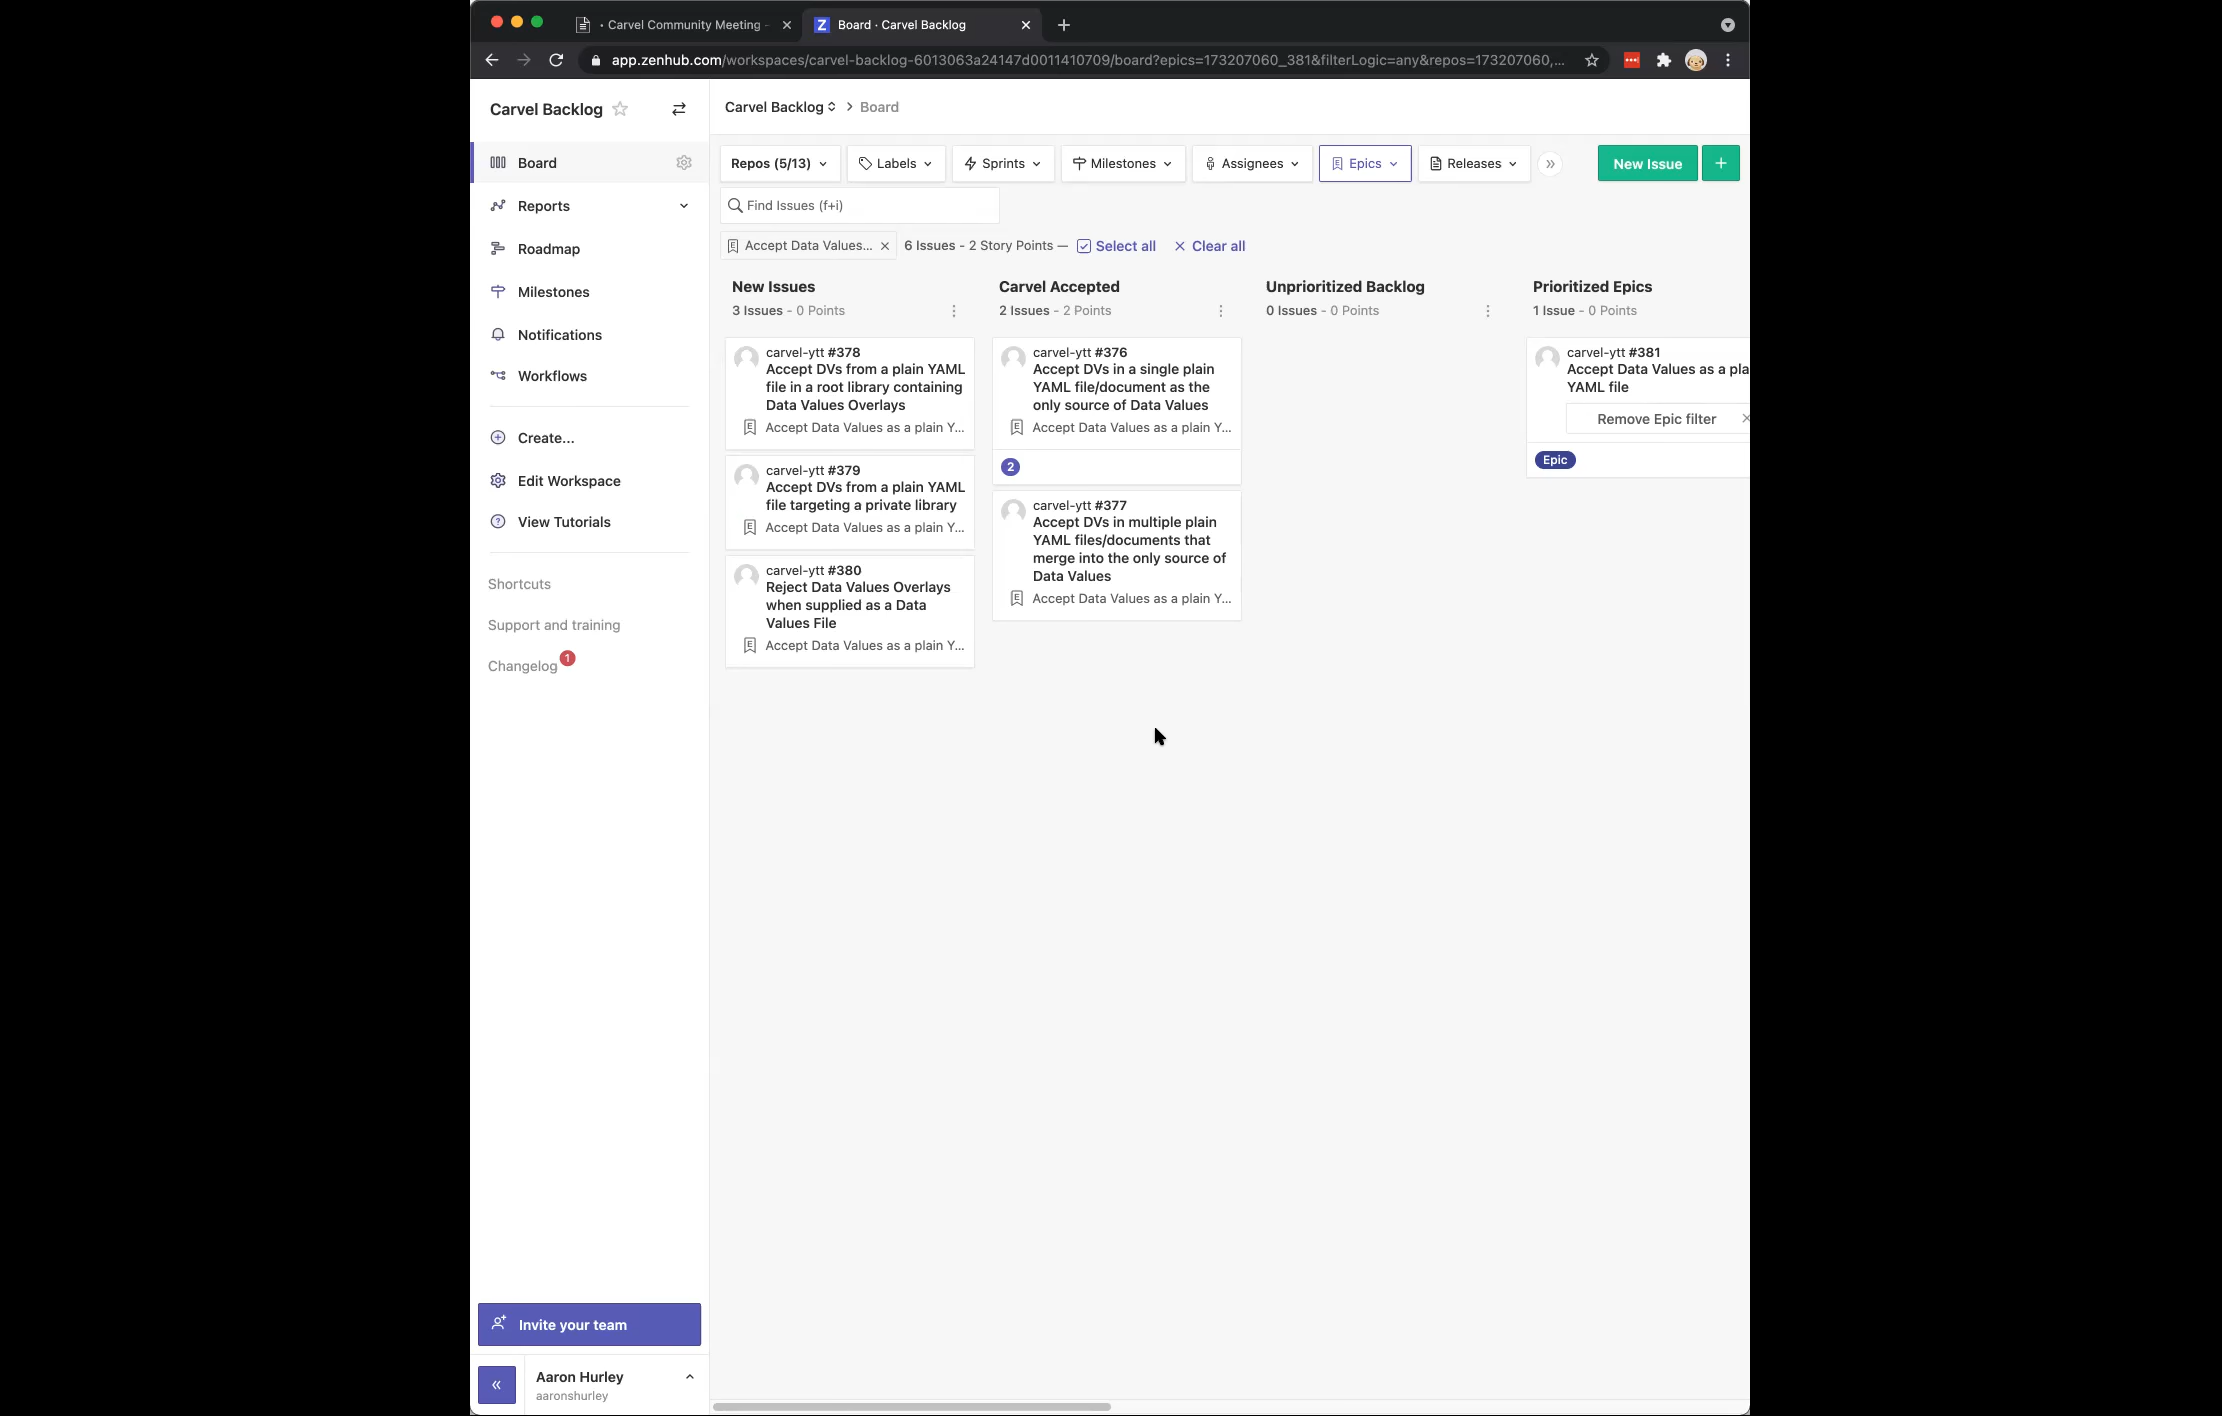 · Carvel Community Meeting -
Board · Carvel Backlog
app.zenhub.com/workspaces/carvel-backlog-6013063a24147d0011410709/board?epics=173207060_381&filterLogic=any&repos=173207060,...
Carvel Backlog
Board
Reports
Roadmap
Milestones
Notifications
Workflows
Create...
Edit Workspace
View Tutorials
Shortcuts
Support and training
Changelog 1
Invite your team
Aaron Hurley
aaronshurley
Carvel Backlog > Board
Repos (5/13) Labels Sprints Milestones Assignees Epics Releases » New Issue +
Find Issues (f+i)
Accept Data Values... × 6 Issues - 2 Story Points — Select all × Clear all
New Issues
3 Issues - 0 Points
carvel-ytt #378
Accept DVs from a plain YAML
file in a root library containing
Data Values Overlays
Accept Data Values as a plain Y...
carvel-ytt #379
Accept DVs from a plain YAML
file targeting a private library
Accept Data Values as a plain Y...
carvel-ytt #380
Reject Data Values Overlays
when supplied as a Data
Values File
Accept Data Values as a plain Y...
Carvel Accepted
2 Issues - 2 Points
carvel-ytt #376
Accept DVs in a single plain
YAML file/document as the
only source of Data Values
Accept Data Values as a plain Y...
2
carvel-ytt #377
Accept DVs in multiple plain
YAML files/documents that
merge into the only source of
Data Values
Accept Data Values as a plain Y...
Unprioritized Backlog
0 Issues - 0 Points
Prioritized Epics
1 Issue - 0 Points
carvel-ytt #381
Accept Data Values as a pla
YAML file
Remove Epic filter ×
Epic